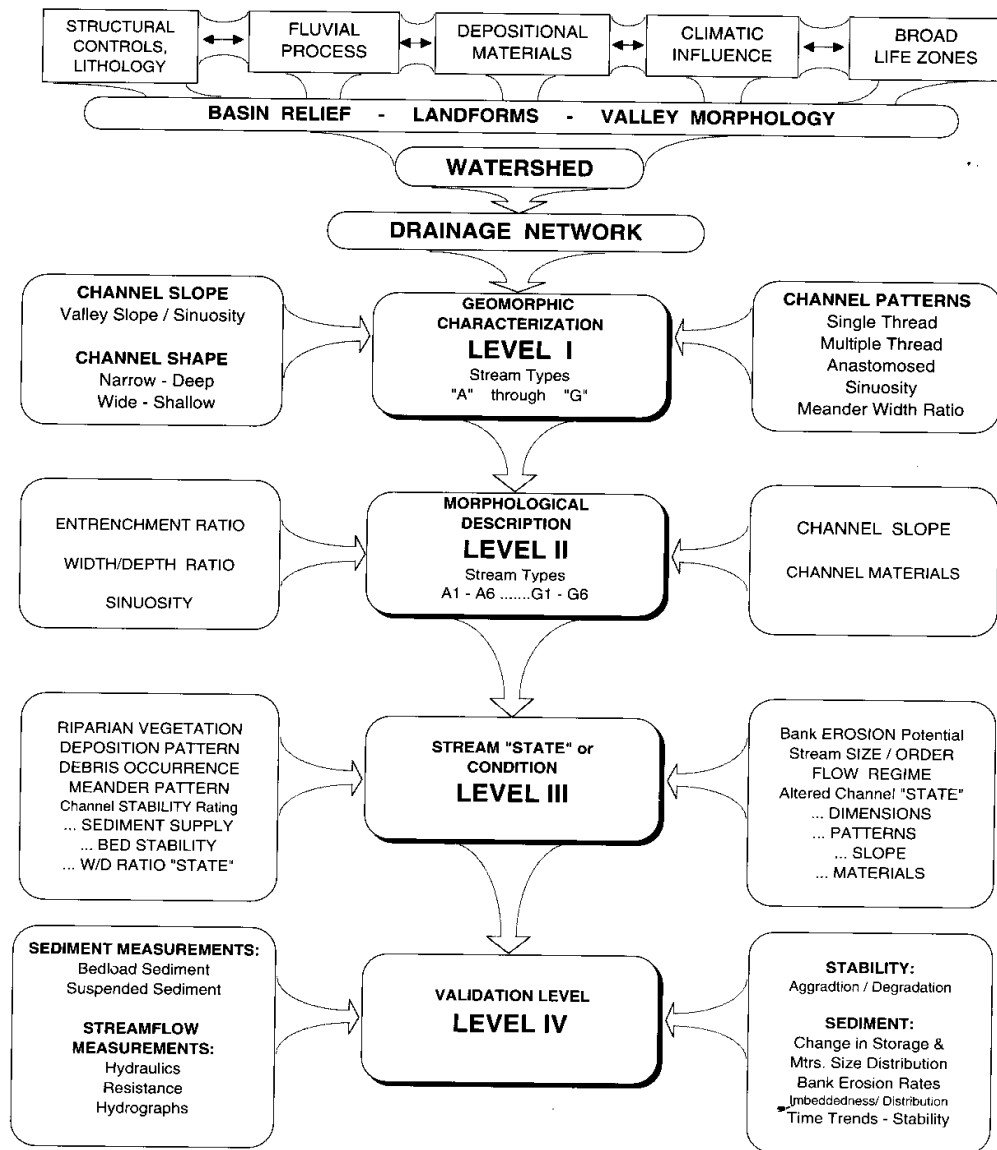 STRUCTURAL
CONTROLS,
LITHOLOGY
FLUVIAL
PROCESS
DEPOSITIONAL
MATERIALS
CLIMATIC
INFLUENCE
BROAD
LIFE ZONES
BASIN RELIEF - LANDFORMS - VALLEY MORPHOLOGY
WATERSHED
DRAINAGE NETWORK
CHANNEL SLOPE
Valley Slope / Sinuosity
CHANNEL SHAPE
Narrow - Deep
Wide - Shallow
GEOMORPHIC
CHARACTERIZATION
LEVEL I
Stream Types
"A" through "G"
CHANNEL PATTERNS
Single Thread
Multiple Thread
Anastomosed
Sinuosity
Meander Width Ratio
ENTRENCHMENT RATIO
WIDTH/DEPTH RATIO
SINUOSITY
MORPHOLOGICAL
DESCRIPTION
LEVEL II
Stream Types
A1 - A6 .......G1 - G6
CHANNEL SLOPE
CHANNEL MATERIALS
RIPARIAN VEGETATION
DEPOSITION PATTERN
DEBRIS OCCURRENCE
MEANDER PATTERN
Channel STABILITY Rating
... SEDIMENT SUPPLY
... BED STABILITY
... W/D RATIO "STATE"
STREAM "STATE" or
CONDITION
LEVEL III
Bank EROSION Potential
Stream SIZE / ORDER
FLOW REGIME
Altered Channel "STATE"
... DIMENSIONS
... PATTERNS
... SLOPE
... MATERIALS
SEDIMENT MEASUREMENTS:
Bedload Sediment
Suspended Sediment
STREAMFLOW
MEASUREMENTS:
Hydraulics
Resistance
Hydrographs
VALIDATION LEVEL
LEVEL IV
STABILITY:
Aggradtion / Degradation
SEDIMENT:
Change in Storage &
Mtrs. Size Distribution
Bank Erosion Rates
Imbeddedness/ Distribution
Time Trends - Stability